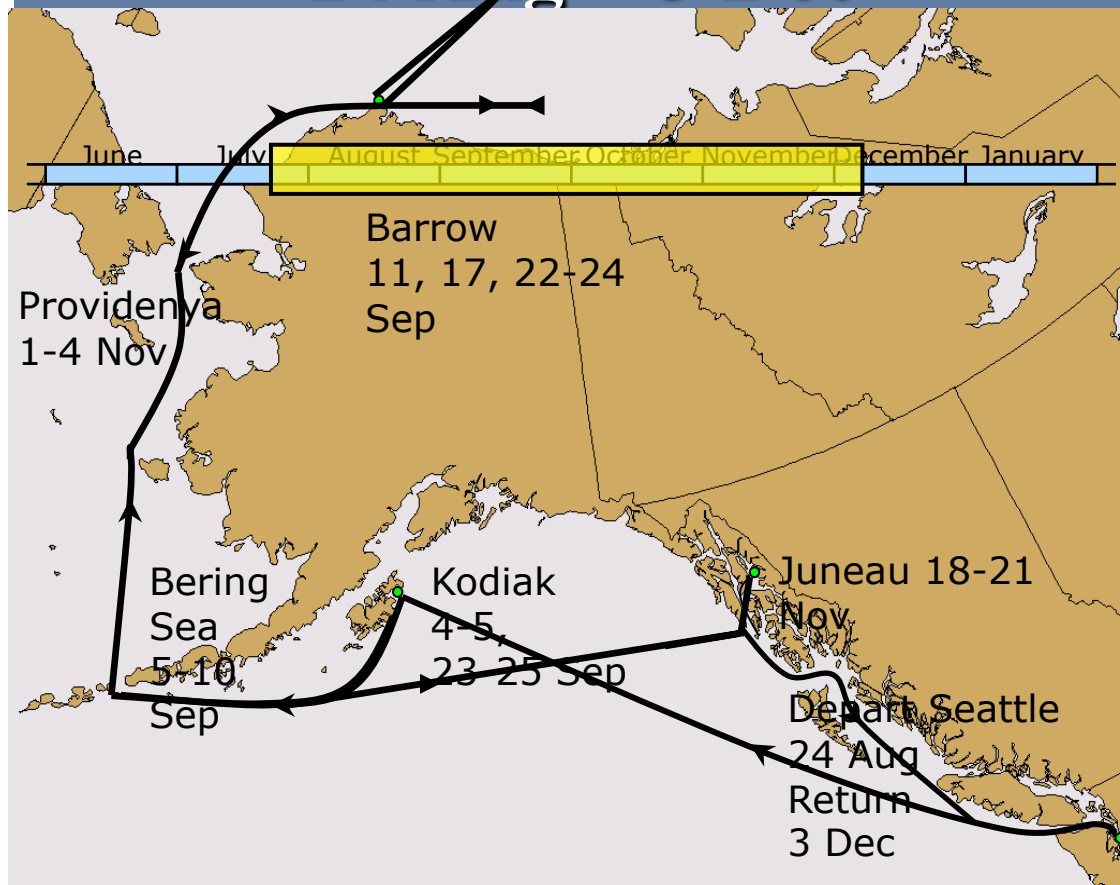 June July August September October November December January
Barrow
11, 17, 22-24
Sep
Providenya
1-4 Nov
Bering
Sea
5-10
Sep
Kodiak
4-5,
23-25 Sep
Juneau 18-21
Nov
Depart Seattle
24 Aug
Return
3 Dec